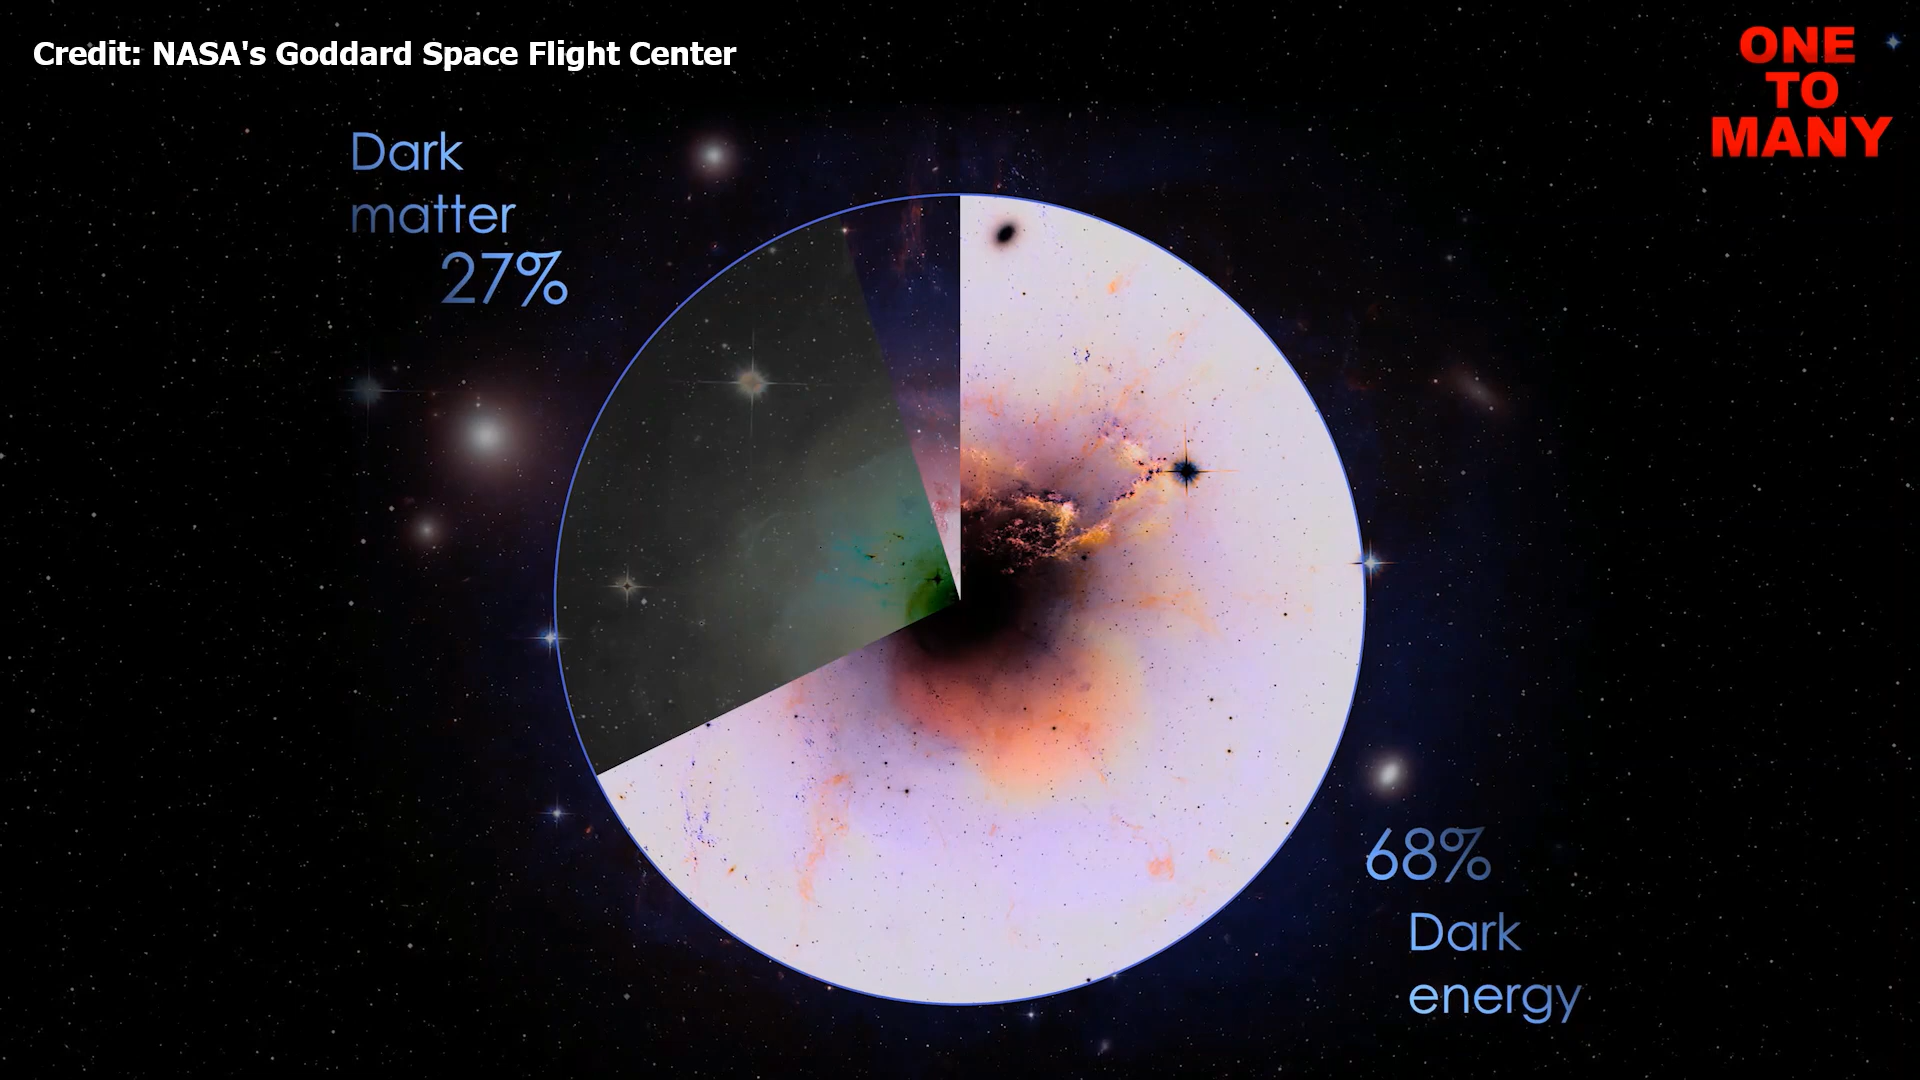 Credit: NASA's Goddard Space Flight Center
ONE
TO
MANY
Dark
matter
27%
68%
Dark
energy